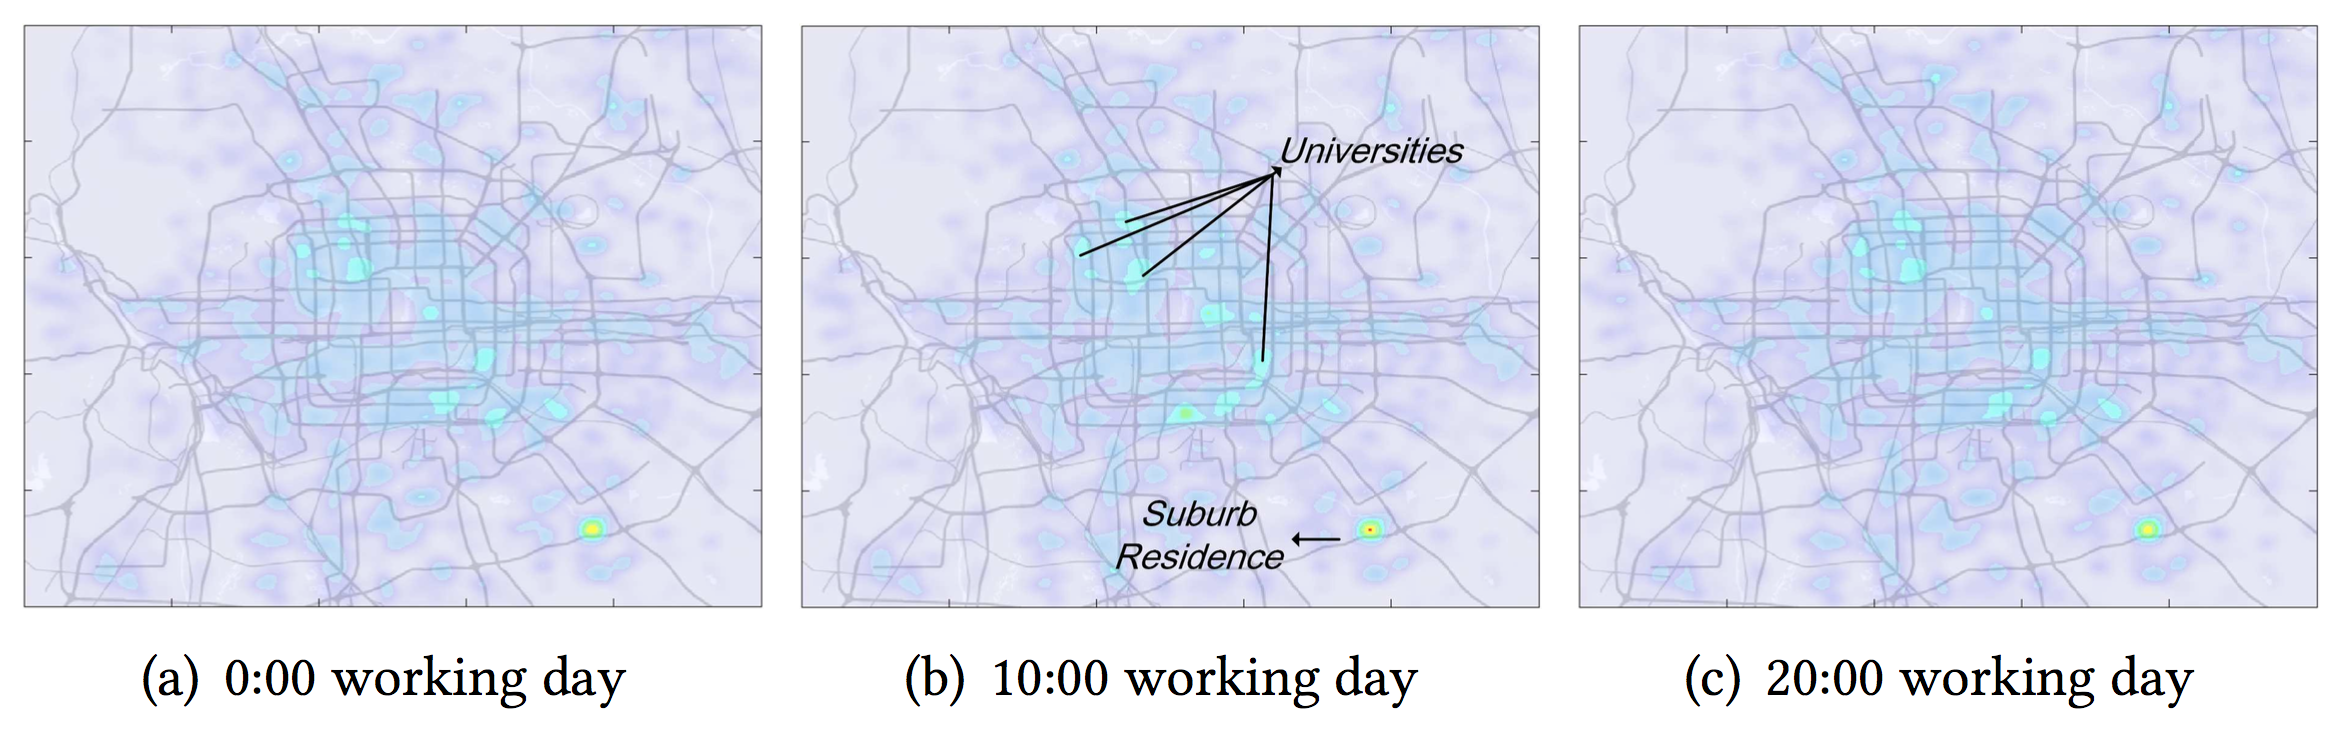 Universities
Suburb
Residence
(a) 0:00 working day
(b) 10:00 working day
(c) 20:00 working day